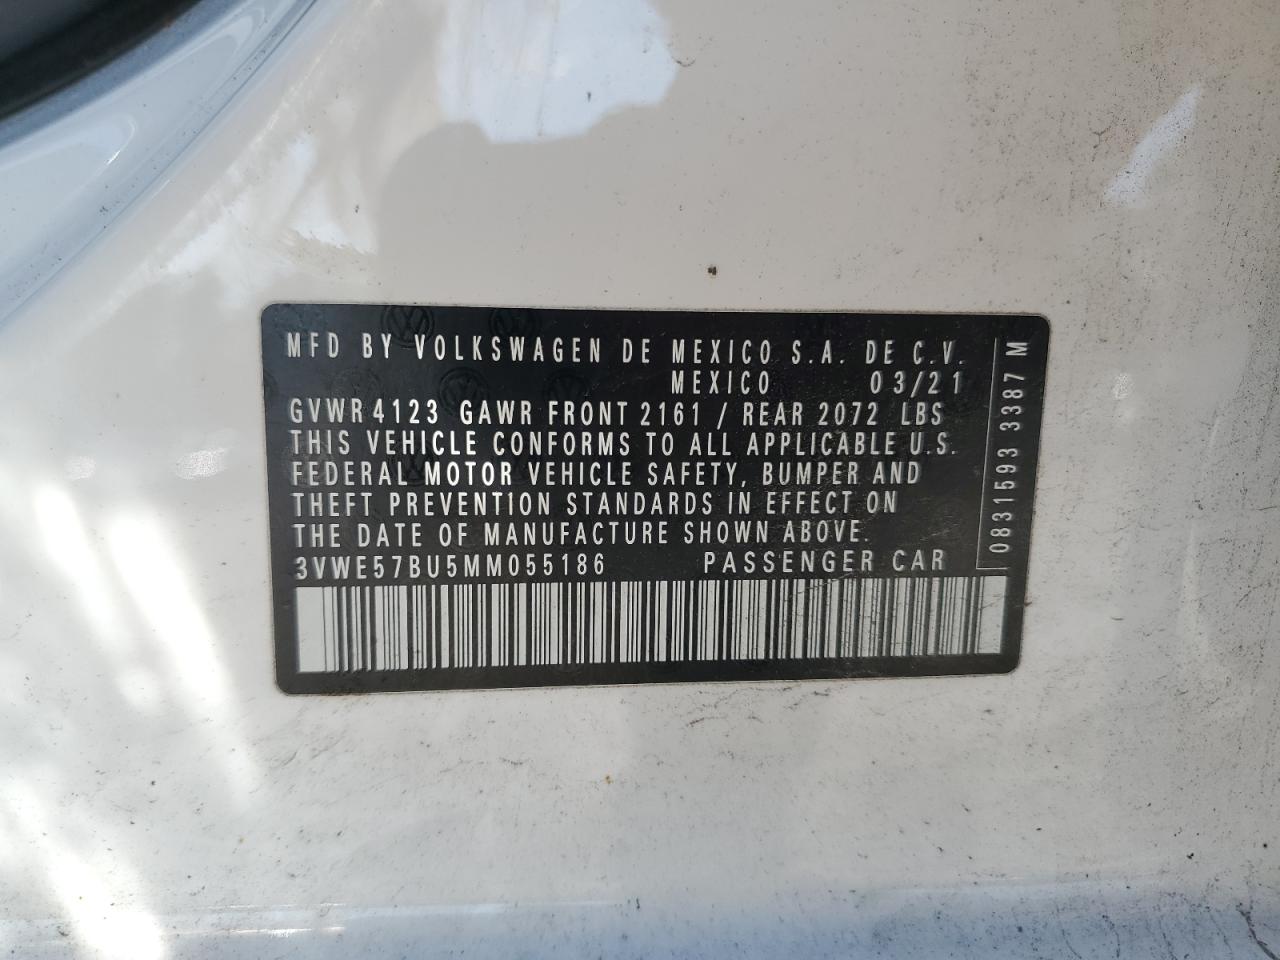 MFD BY VOLKSWAGEN DE MEXICO S.A. DE C.V.
MEXICO 03/21
GVWR 4123 GAWR FRONT 2161 / REAR 2072 LBS
THIS VEHICLE CONFORMS TO ALL APPLICABLE U.S.
FEDERAL MOTOR VEHICLE SAFETY, BUMPER AND
THEFT PREVENTION STANDARDS IN EFFECT ON
THE DATE OF MANUFACTURE SHOWN ABOVE.
3VWE57BU5MM055186 PASSENGER CAR
0831593 3387 M